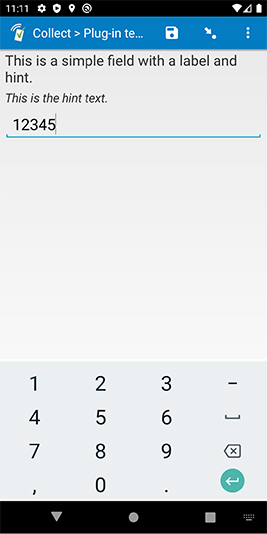 11:11
Collect > Plug-in te...
This is a simple field with a label and
hint.
This is the hint text.
12345
1 2 3 –
4 5 6
7 8 9
, 0 .